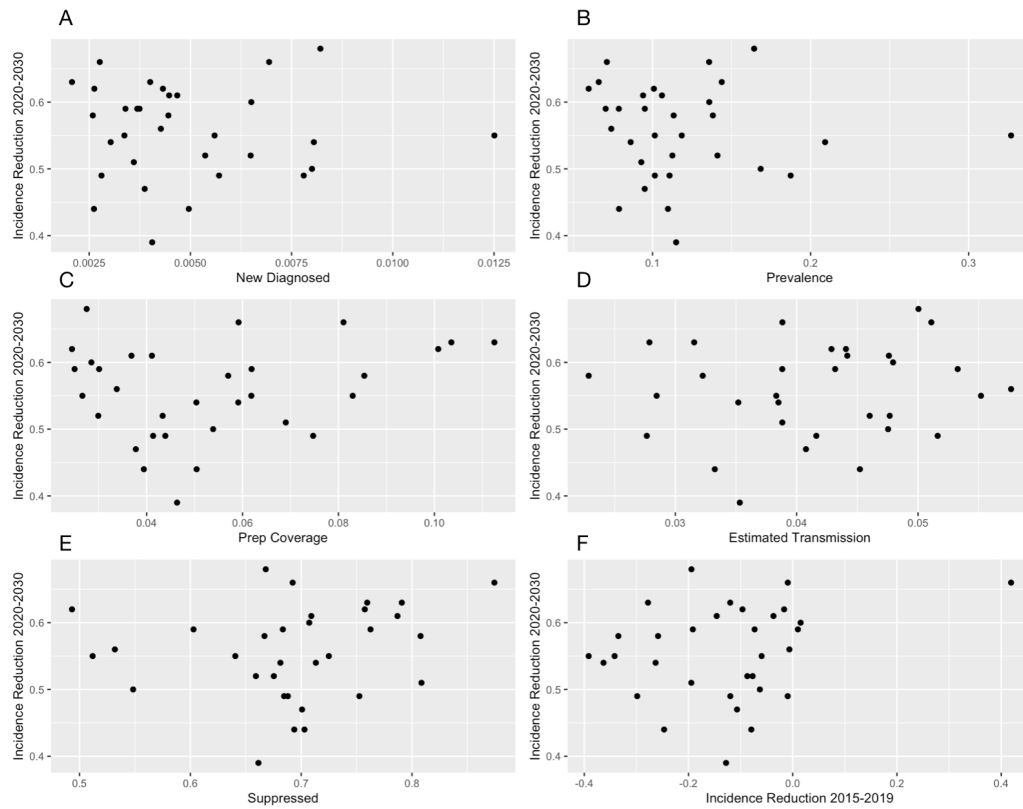 A
B
Incidence Reduction 2020-2030
0.6
0.5
0.4
0.0025 0.0050 0.0075 0.0100 0.0125
New Diagnosed
Incidence Reduction 2020-2030
0.6
0.5
0.4
0.1 0.2 0.3
Prevalence
C
D
Incidence Reduction 2020-2030
0.6
0.5
0.4
0.04 0.06 0.08 0.10
Prep Coverage
Incidence Reduction 2020-2030
0.6
0.5
0.4
0.03 0.04 0.05
Estimated Transmission
E
F
Incidence Reduction 2020-2030
0.6
0.5
0.4
0.5 0.6 0.7 0.8
Suppressed
Incidence Reduction 2020-2030
0.6
0.5
0.4
-0.4 -0.2 0.0 0.2 0.4
Incidence Reduction 2015-2019